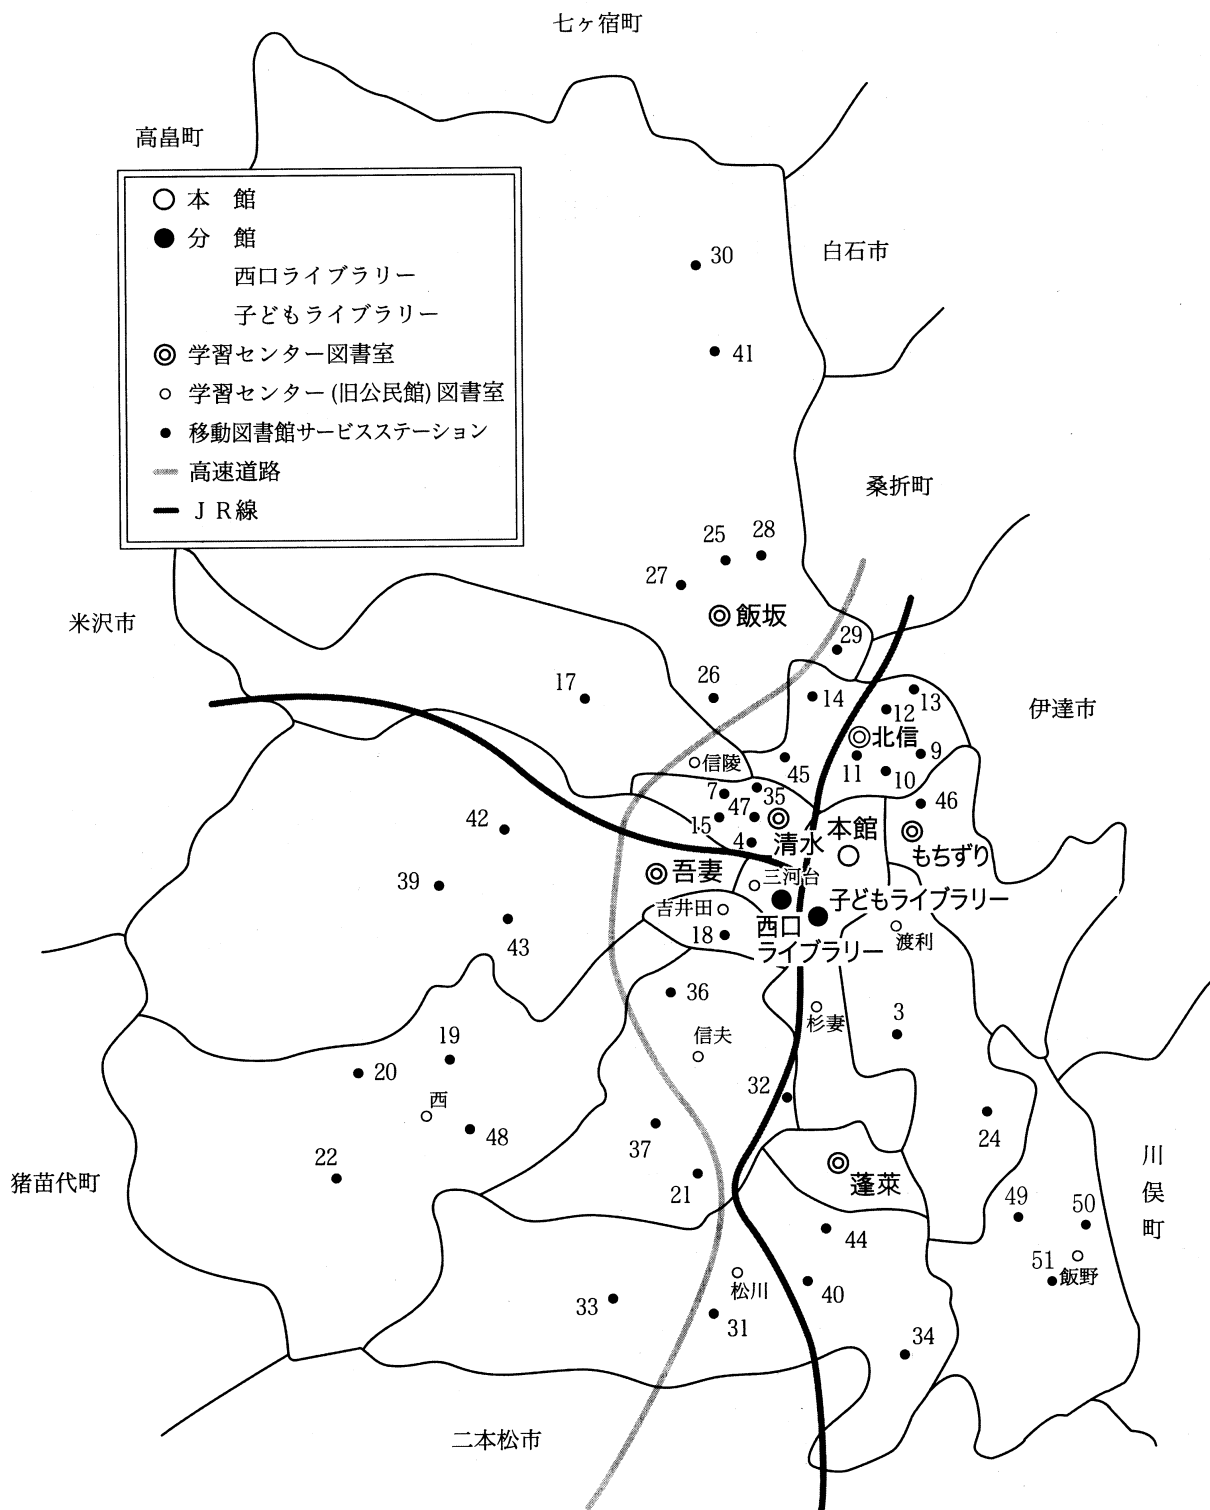 七ヶ宿町
高畠町
本 館
分 館
西口ライブラリー
子どもライブラリー
学習センター図書室
学習センター(旧公民館)図書室
移動図書館サービスステーション
高速道路
ＪＲ線
30
白石市
41
桑折町
25
28
27
飯坂
米沢市
29
17
26
14
13
12
伊達市
北信
信陵
45
11
9
10
7
35
46
42
15
47
本館
4
清水
もちずり
39
吾妻
三河台
子どもライブラリー
吉井田
西口
ライブラリー
18
渡利
43
36
杉妻
3
信夫
19
20
32
西
48
24
37
22
21
猪苗代町
蓬莱
川俣町
49
50
44
51
飯野
松川
40
33
31
34
二本松市